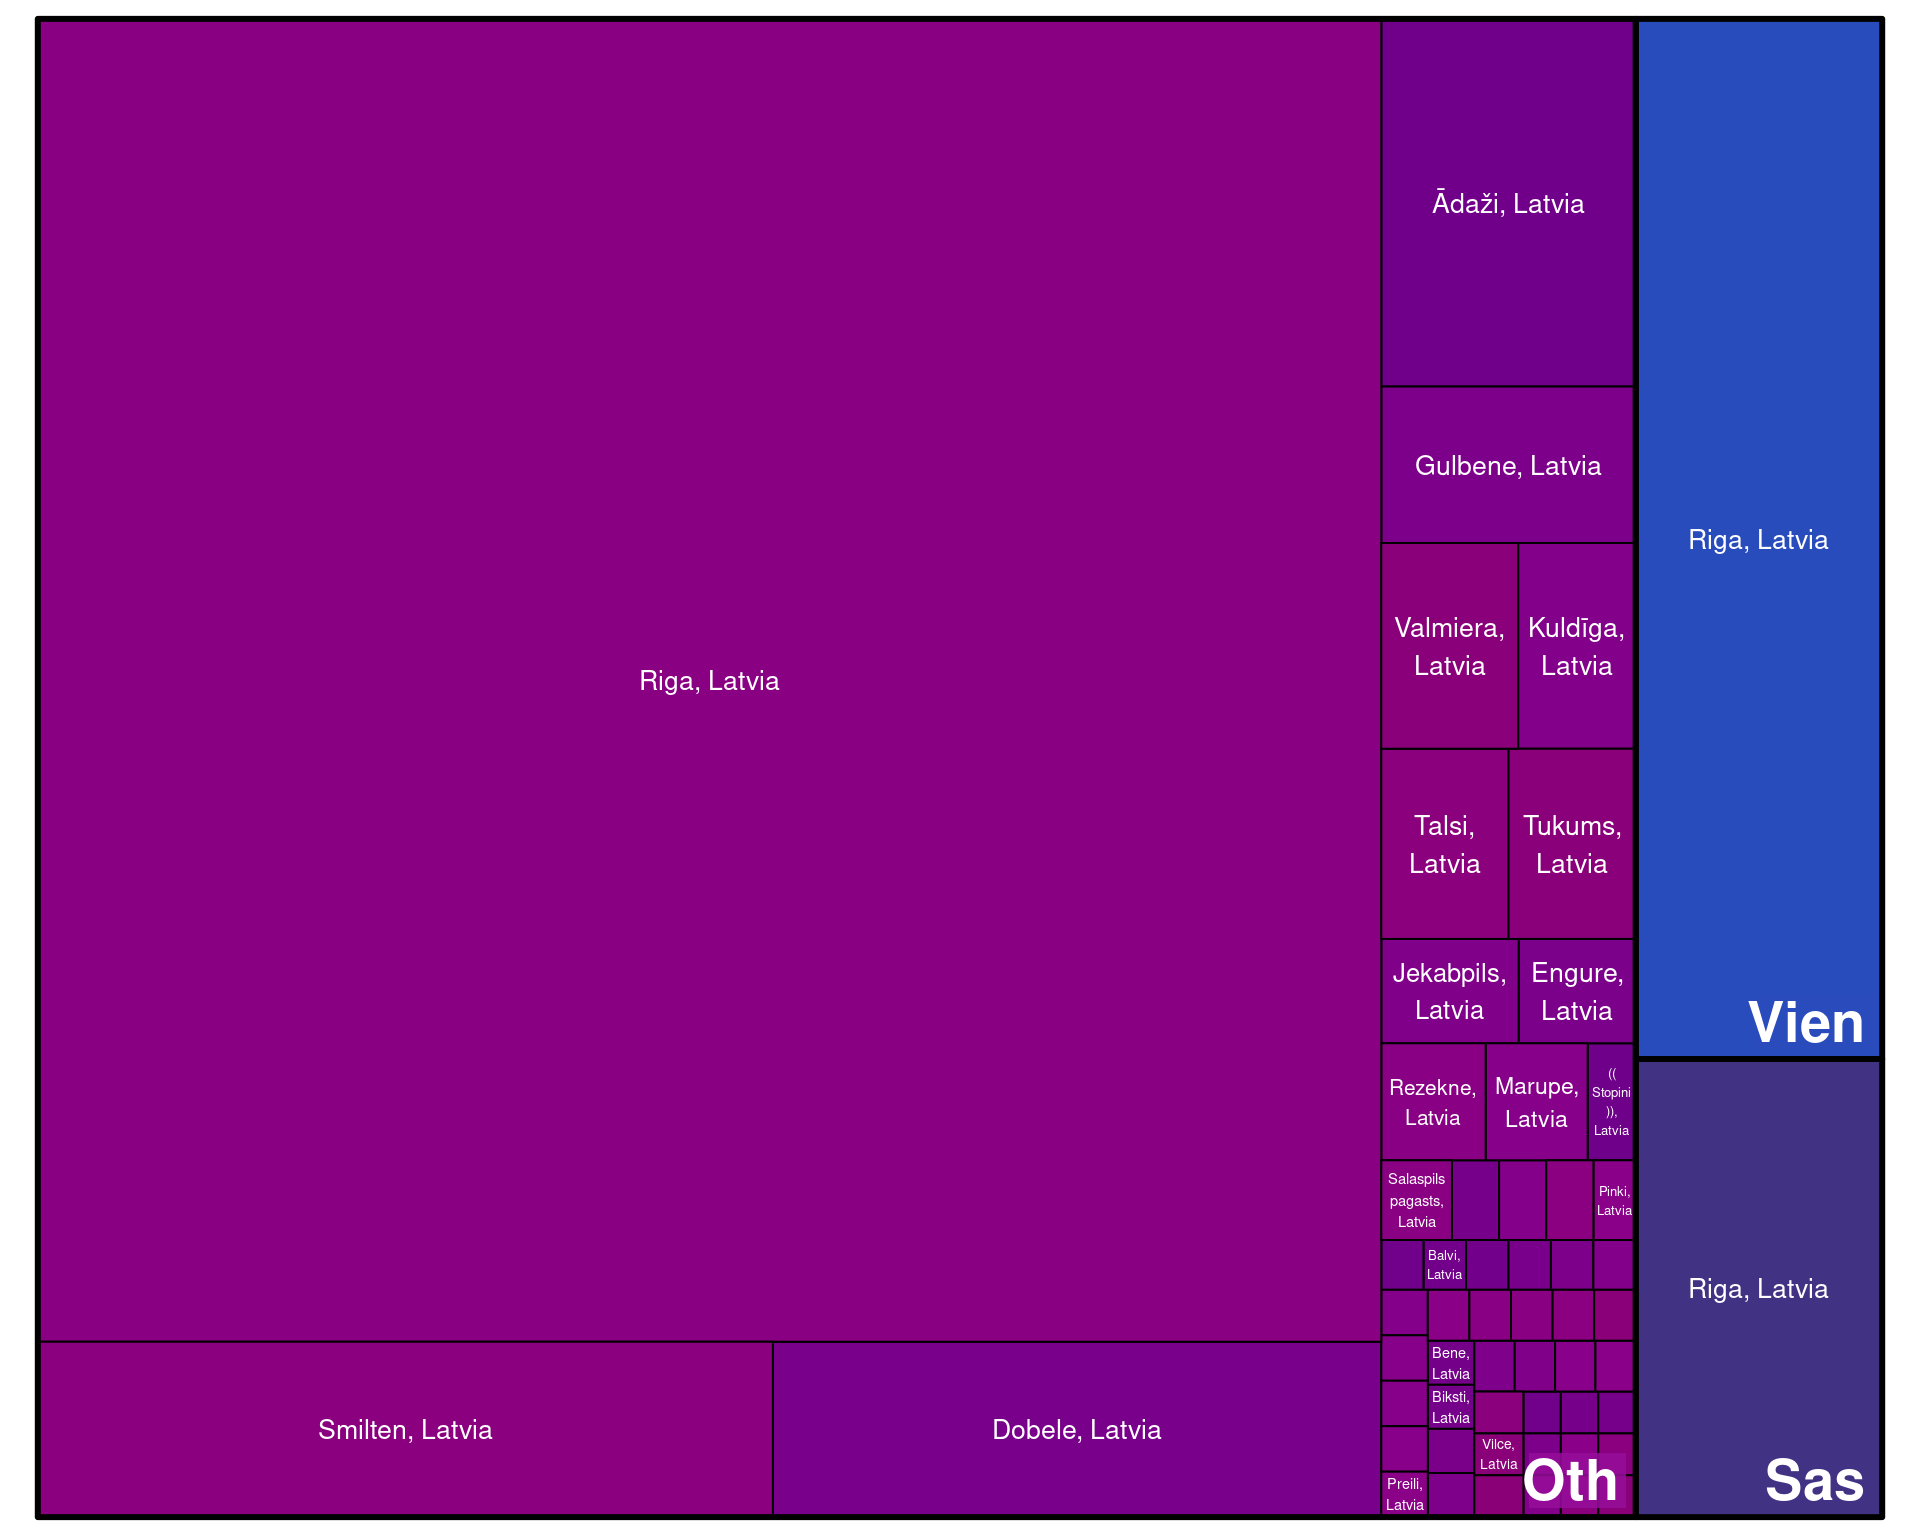 Riga, Latvia
Smilten, Latvia
Dobele, Latvia
Ādaži, Latvia
Gulbene, Latvia
Valmiera,
Latvia
Kuldīga,
Latvia
Talsi,
Latvia
Tukums,
Latvia
Jekabpils,
Latvia
Engure,
Latvia
Rezekne,
Latvia
Marupe,
Latvia
((
Stopini
)),
Latvia
Salaspils
pagasts,
Latvia
Pinki,
Latvia
Balvi,
Latvia
Bene,
Latvia
Biksti,
Latvia
Vilce,
Latvia
Preili,
Latvia
Oth
Riga, Latvia
Vien
Riga, Latvia
Sas